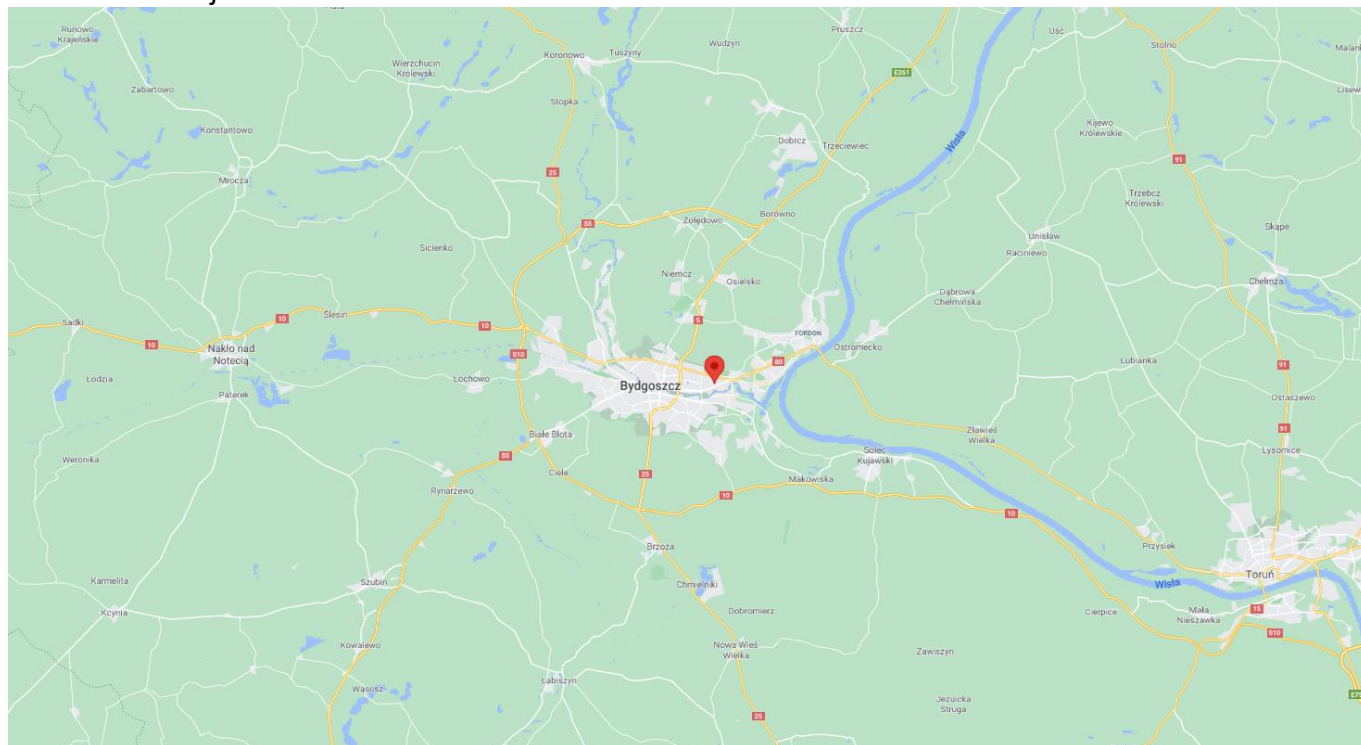 Runowo
Krajeńskie
Koronowo
Tuszyny
Wudzyn
Pruszcz
Uść
Stolno
Wierzchucin
Królewski
E261
Zabartowo
Stopka
Konstantowo
Dobrcz
Trzeciewiec
Wisła
Kijewo
Królewskie
91
Mrocza
25
Trzebcz
Królewski
Sicienko
S5
Żołędowo
Borówno
Unisław
Raciniewo
Skąpe
Niemcz
Osielsko
Dąbrowa
Chełmińska
Chełmża
Sadki
10
10
Ślesin
10
5
FORDON
Ostromecko
Nakło nad
Notecią
S10
80
Łubianka
91
Łodzia
Paterek
Łochowo
Bydgoszcz
Ostaszewo
Białe Błota
Zławieś
Wielka
91
Weronika
S5
Ciele
25
Solec
Kujawski
Łysomice
Rynarzewo
10
Makowiska
10
Brzoza
Przysiek
Toruń
Karmelita
Szubin
Chmielniki
Wisła
Kcynia
Dobromierz
Cierpice
Mała
Nieszawka
15
S10
Kowalewo
Nowa Wieś
Wielka
Zawiszyn
Wąsosz
Łabiszyn
Jezuicka
Struga
25